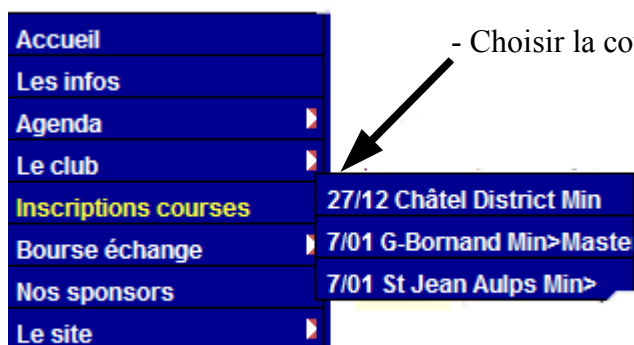 Accueil
Les infos
Agenda
Le club
Inscriptions courses
Bourse échange
Nos sponsors
Le site
- Choisir la
27/12 Châtel District Min
7/01 G-Bornand Min>Maste
7/01 St Jean Aulps Min>